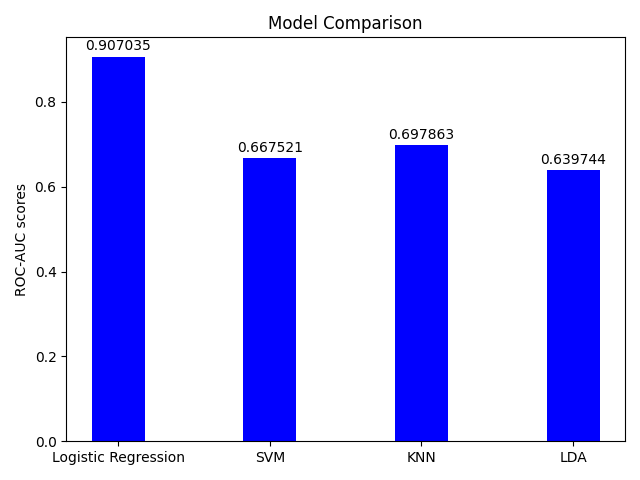 Model Comparison
0.907035
0.697863
0.667521
0.639744
ROC-AUC scores
0.8
0.6
0.4
0.2
0.0
Logistic Regression
SVM
KNN
LDA